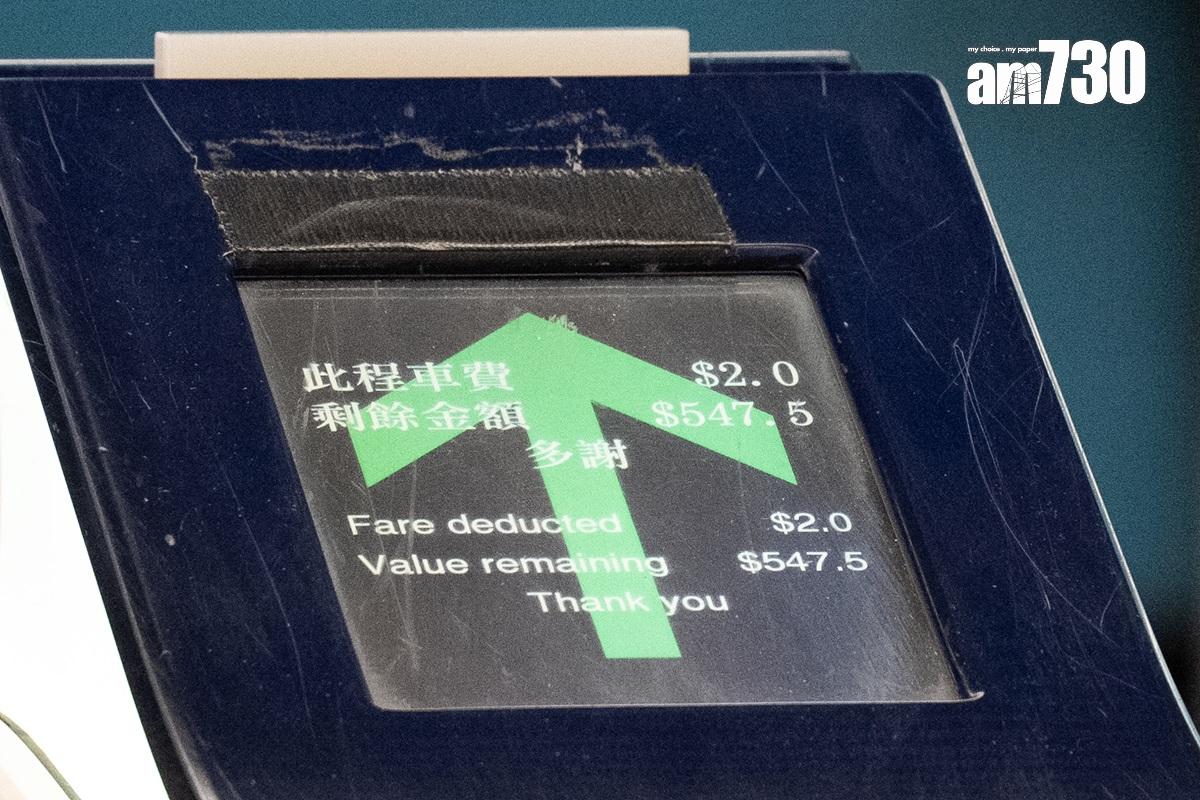 my choice . my paper
am730
此程車費 $2.0
剩餘金額 $547.5
多謝
Fare deducted $2.0
Value remaining $547.5
Thank you